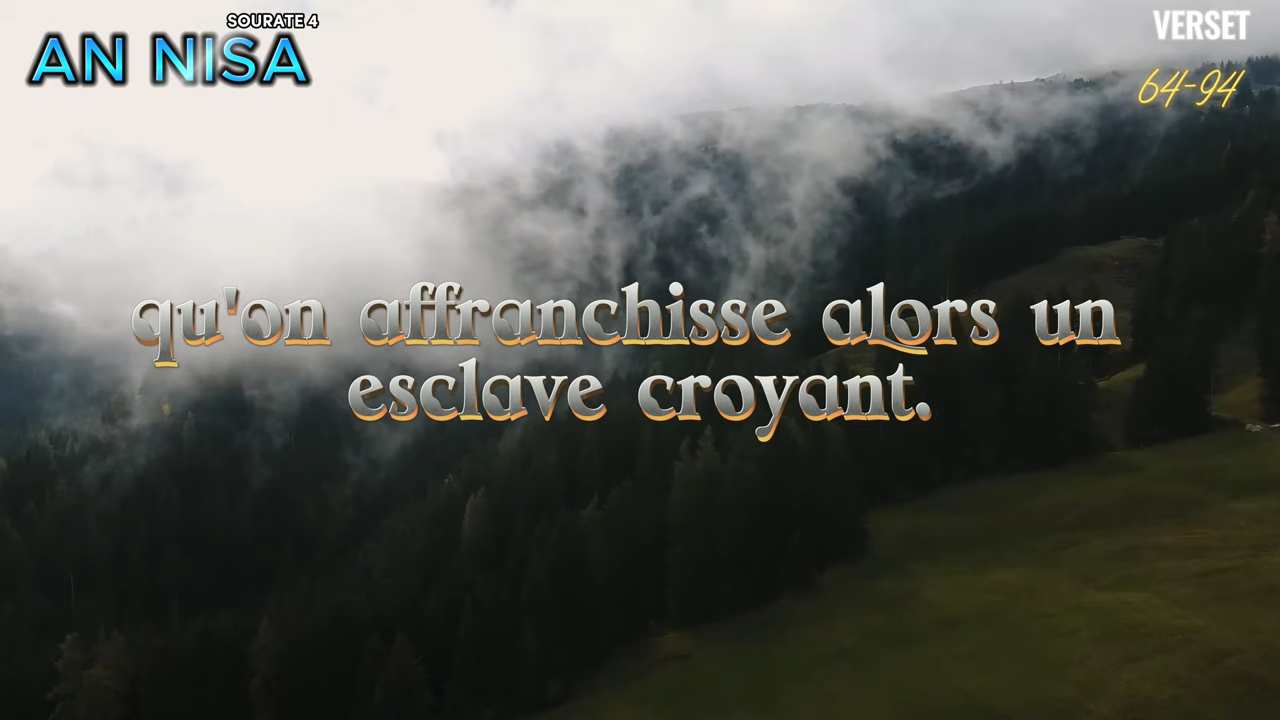 SOURATE 4
AN NISA
VERSET
64-94
qu'on affranchisse alors un
esclave croyant.